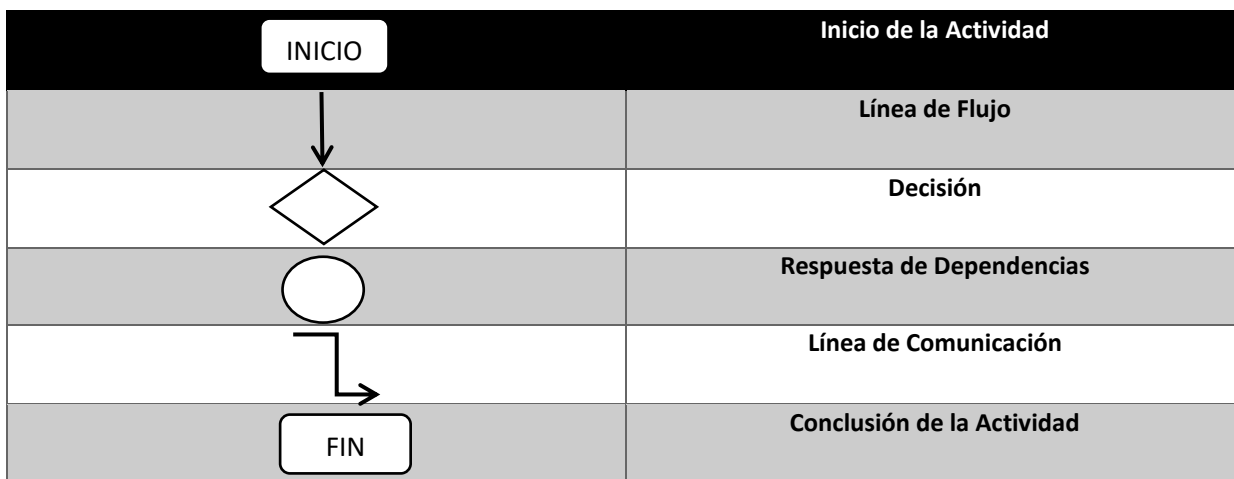 INICIO
Inicio de la Actividad
Línea de Flujo
Decisión
Respuesta de Dependencias
Línea de Comunicación
FIN
Conclusión de la Actividad